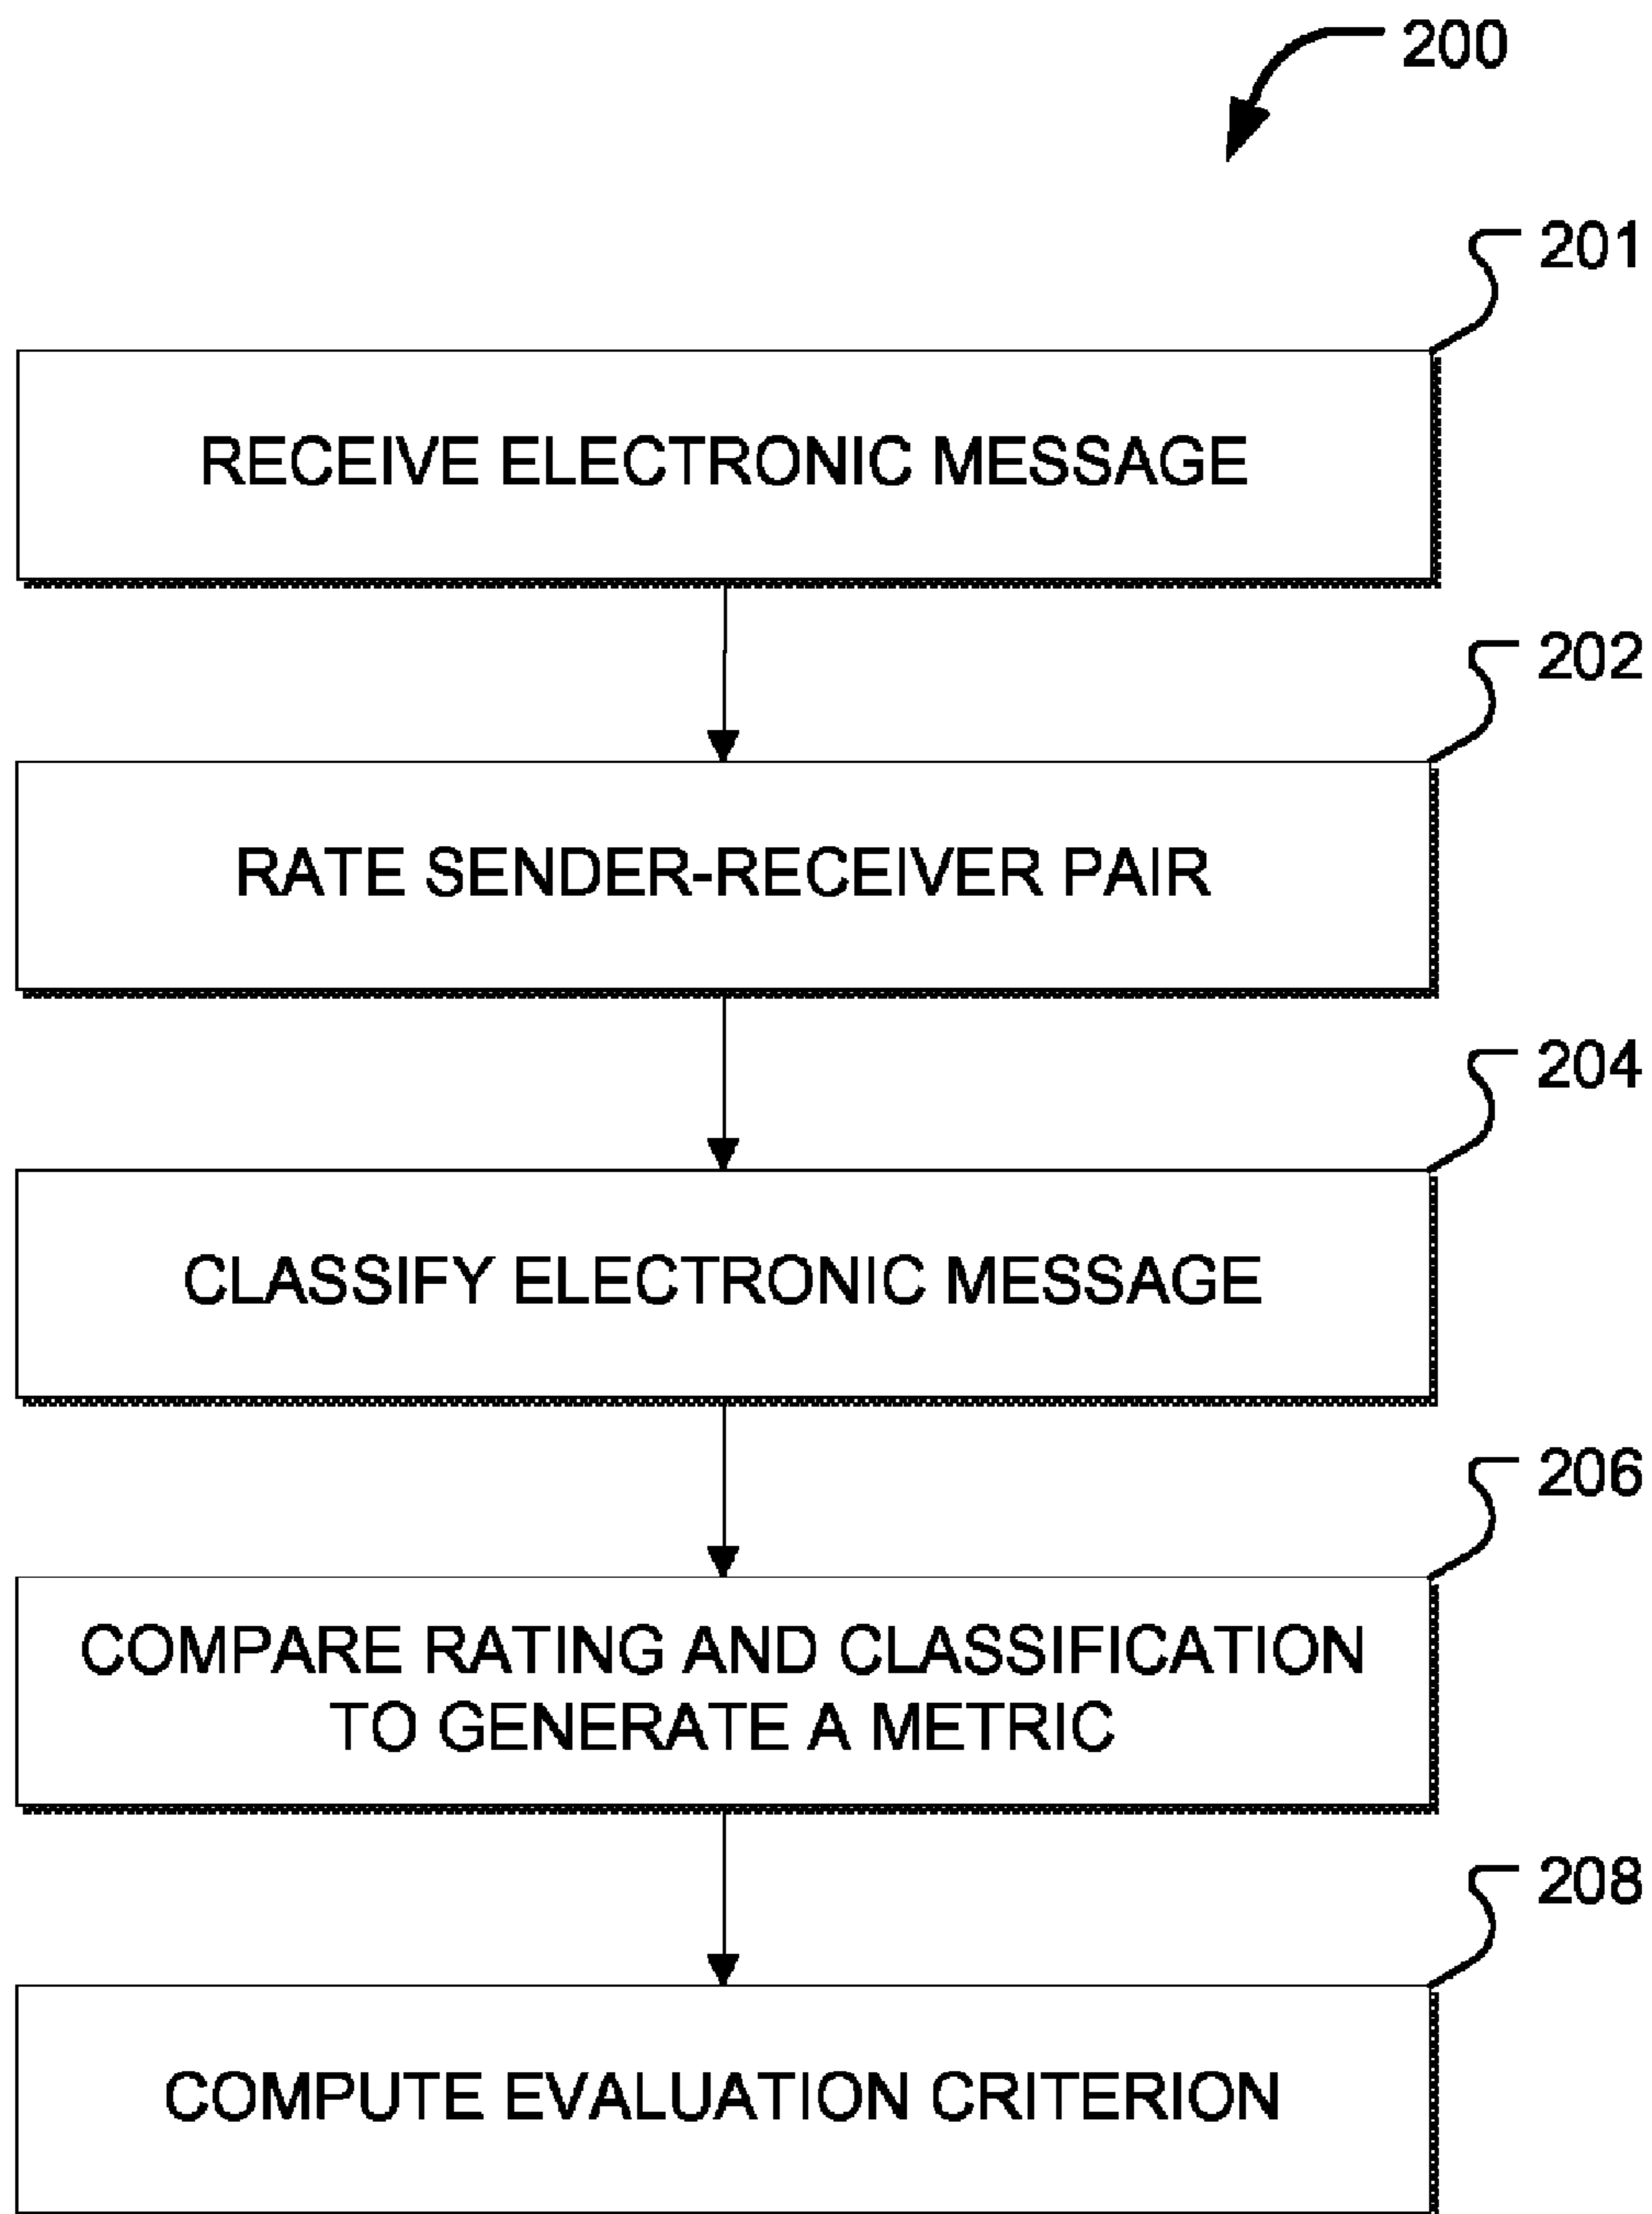 200
201
RECEIVE ELECTRONIC MESSAGE
202
RATE SENDER-RECEIVER PAIR
204
CLASSIFY ELECTRONIC MESSAGE
206
COMPARE RATING AND CLASSIFICATION
TO GENERATE A METRIC
208
COMPUTE EVALUATION CRITERION